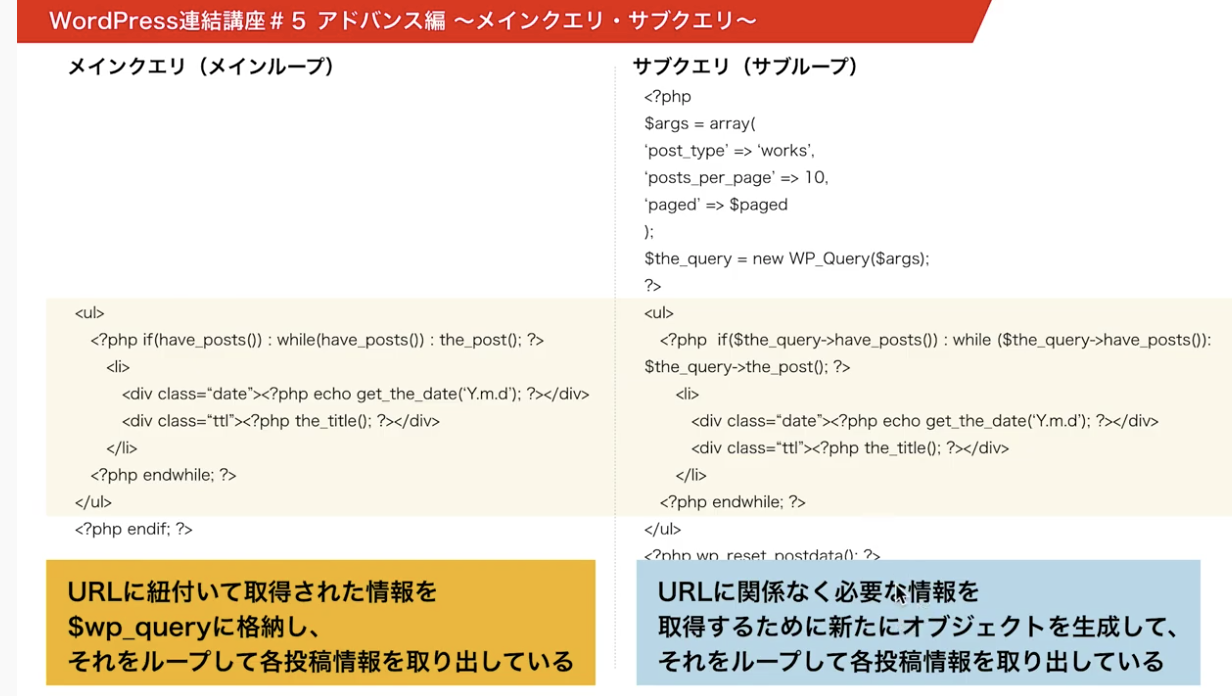 WordPress連結講座＃５ アドバンス編 〜メインクエリ・サブクエリ〜
メインクエリ（メインループ）
<ul>
<?php if(have_posts()) : while(have_posts()) : the_post(); ?>
<li>
<div class=“date”><?php echo get_the_date(‘Y.m.d’); ?></div>
<div class=“ttl”><?php the_title(); ?></div>
</li>
<?php endwhile; ?>
</ul>
<?php endif; ?>
URLに紐付いて取得された情報を
$wp_queryに格納し、
それをループして各投稿情報を取り出している
サブクエリ（サブループ）
<?php
$args = array(
‘post_type’ => ‘works’,
‘posts_per_page’ => 10,
‘paged’ => $paged
);
$the_query = new WP_Query($args);
?>
<ul>
<?php  if($the_query->have_posts()) : while ($the_query->have_posts()):
$the_query->the_post(); ?>
<li>
<div class=“date”><?php echo get_the_date(‘Y.m.d’); ?></div>
<div class=“ttl”><?php the_title(); ?></div>
</li>
<?php endwhile; ?>
</ul>
<?php wp_reset_postdata(); ?>
URLに関係なく必要な情報を
取得するために新たにオブジェクトを生成して、
それをループして各投稿情報を取り出している